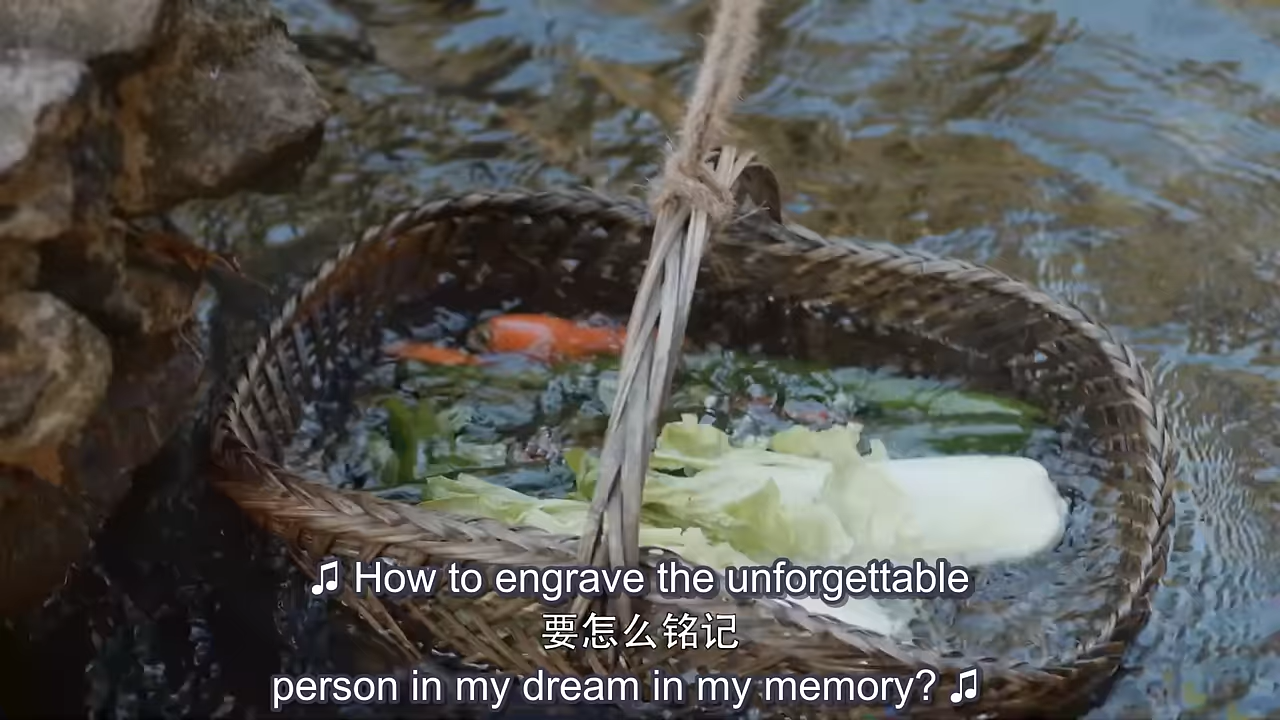 ♫ How to engrave the unforgettable
要怎么铭记
person in my dream in my memory? ♫